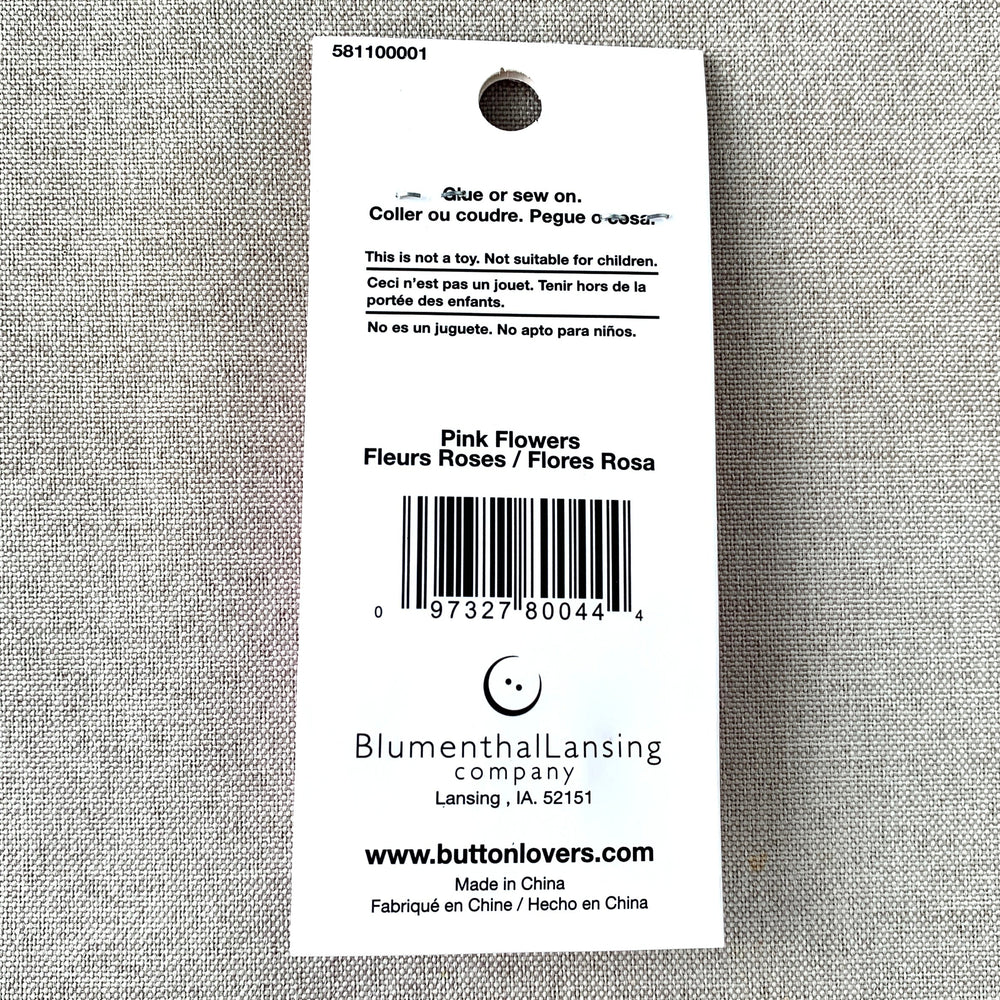 581100001
Glue or sew on.
Coller ou coudre. Pegue o cosa.
This is not a toy. Not suitable for children.
Ceci n'est pas un jouet. Tenir hors de la
portée des enfants.
No es un juguete. No apto para niños.
Pink Flowers
Fleurs Roses / Flores Rosa
0 97327 80044 4
BlumenthalLansing
company
Lansing , IA. 52151
www.buttonlovers.com
Made in China
Fabriqué en Chine / Hecho en China